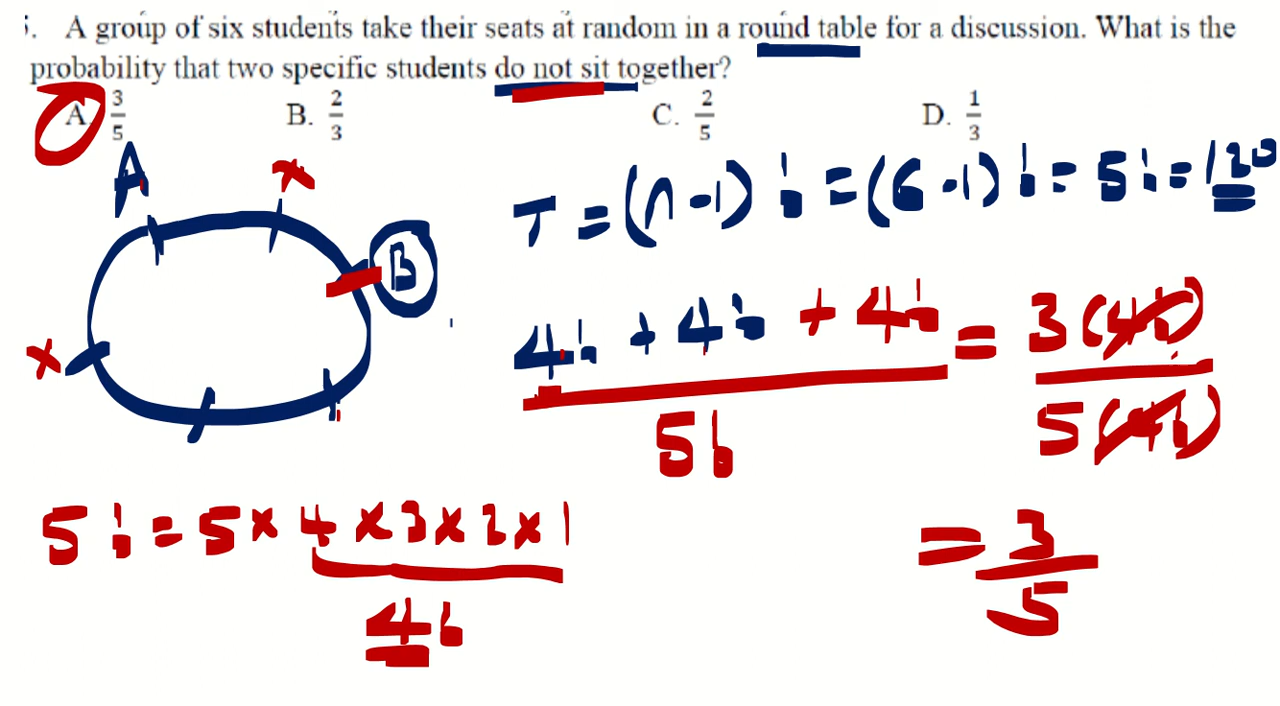 . A group of six students take their seats at random in a round table for a discussion. What is the
probability that two specific students do not sit together?
A. 3/5 B. 2/3 C. 2/5 D. 1/3
A x
B
x
T = (n-1)! = (6-1)! = 5! = 120
4! + 4! + 4! = 3(4!)
5! 5(4!)
5! = 5 x 4 x 3 x 2 x 1
4!
= 3/5